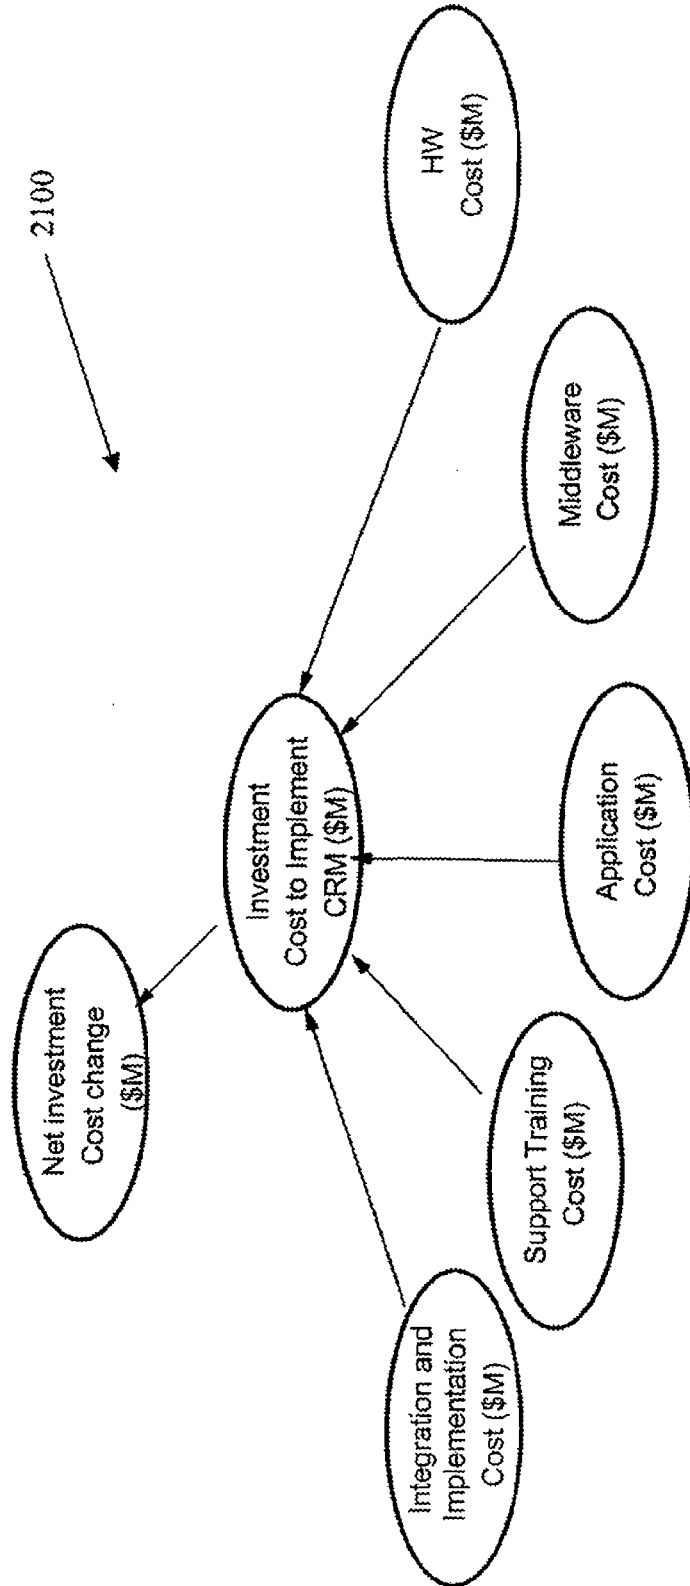 2100
Net investment
Cost change
($M)
Investment
Cost to Implement
CRM ($M)
Integration and
Implementation
Cost ($M)
Support Training
Cost ($M)
Application
Cost ($M)
Middleware
Cost ($M)
HW
Cost ($M)